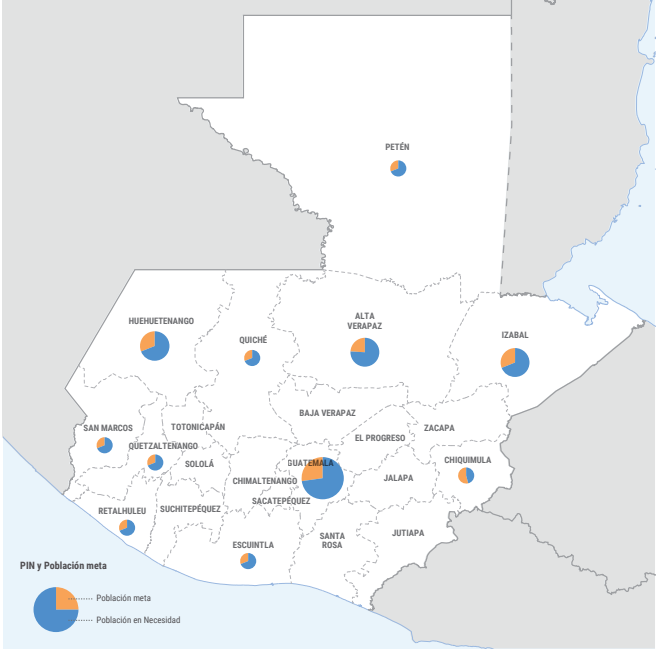 PETÉN
HUEHUETENANGO
QUICHÉ
ALTA
VERAPAZ
IZABAL
SAN MARCOS
TOTONICAPÁN
BAJA VERAPAZ
ZACAPA
EL PROGRESO
QUETZALTEÑANGO
SOLOLÁ
GUATEMALA
CHIQUIMULA
CHIMALTENANGO
JALAPA
SACATEPÉQUEZ
RETALHULEU
SUCHITEPÉQUEZ
JUTIAPA
SANTA
ROSA
ESCUINTLA
PIN y Población meta
Población meta
Población en Necesidad